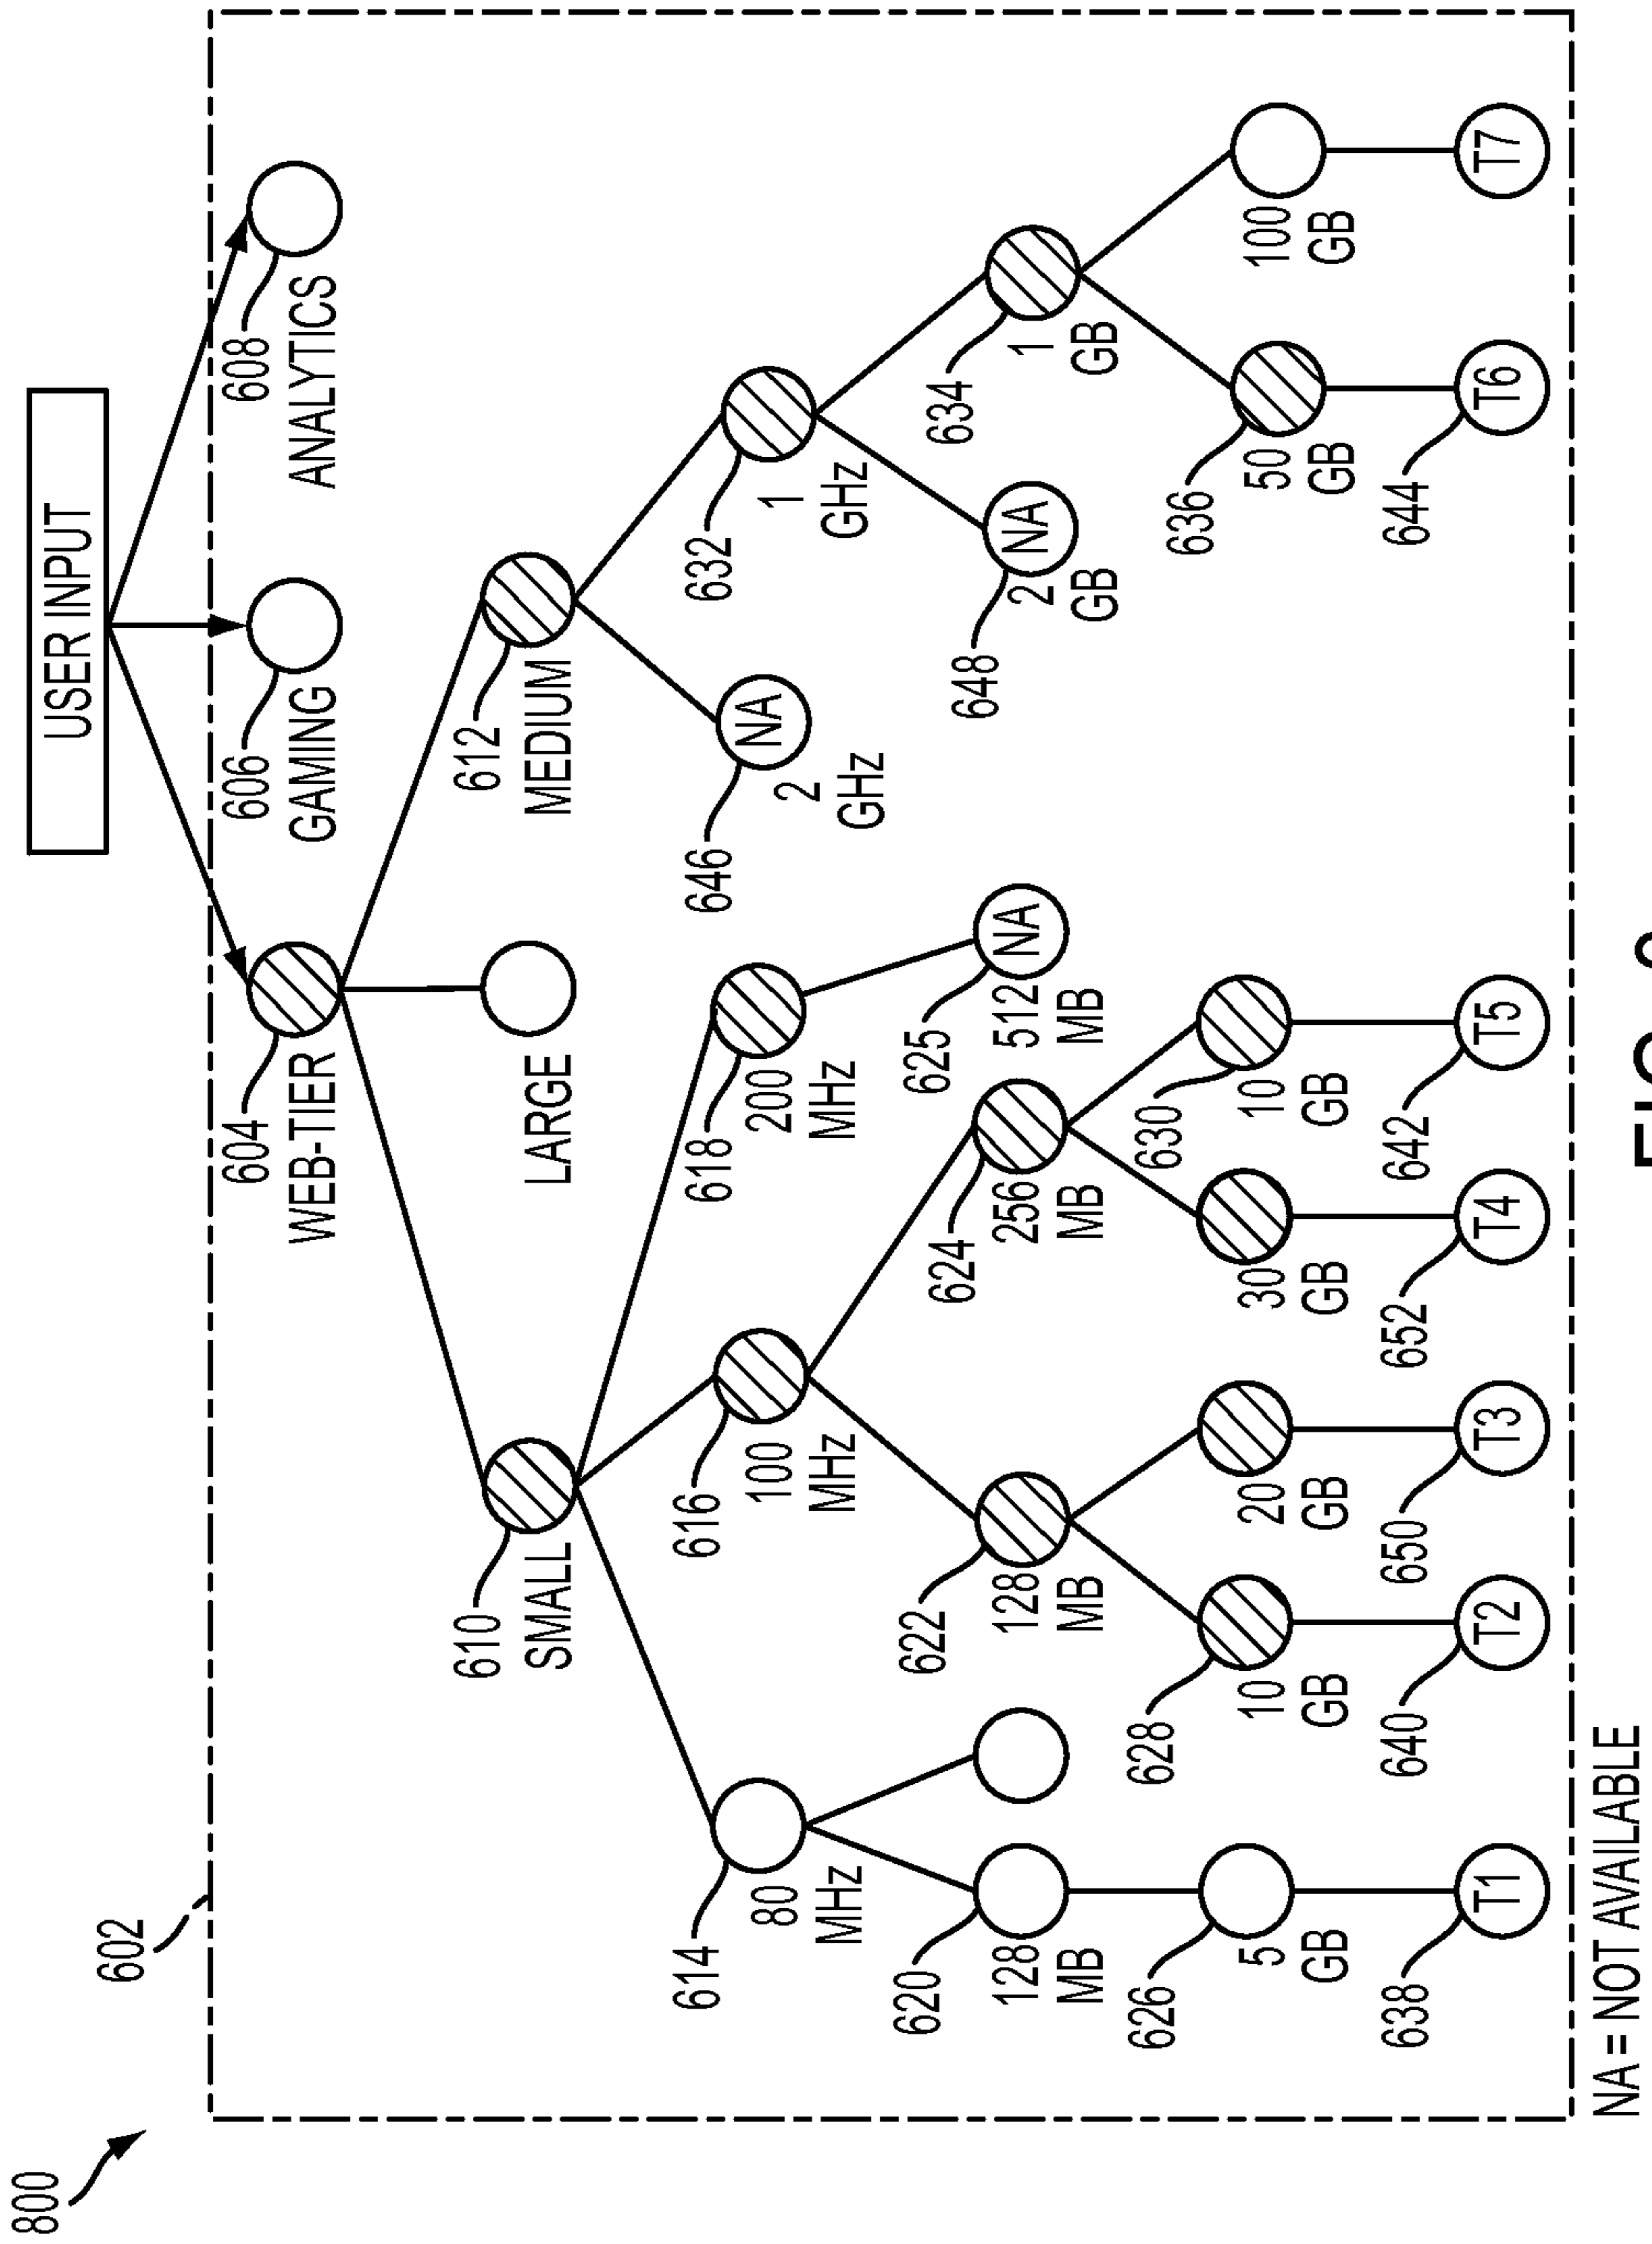 800
602
USER INPUT
604
WEB-TIER
606
GAMING
608
ANALYTICS
610
SMALL
LARGE
612
MEDIUM
614
80
MHz
616
100
MHz
618
200
MHz
646
NA
2
GHz
632
1
GHz
620
128
MB
622
128
MB
624
256
MB
625
NA
512
MB
648
NA
2
GB
634
1
GB
626
5
GB
628
10
GB
20
GB
30
GB
630
10
GB
636
50
GB
100
GB
638
T1
640
T2
650
T3
652
T4
642
T5
644
T6
T7
NA = NOT AVAILABLE